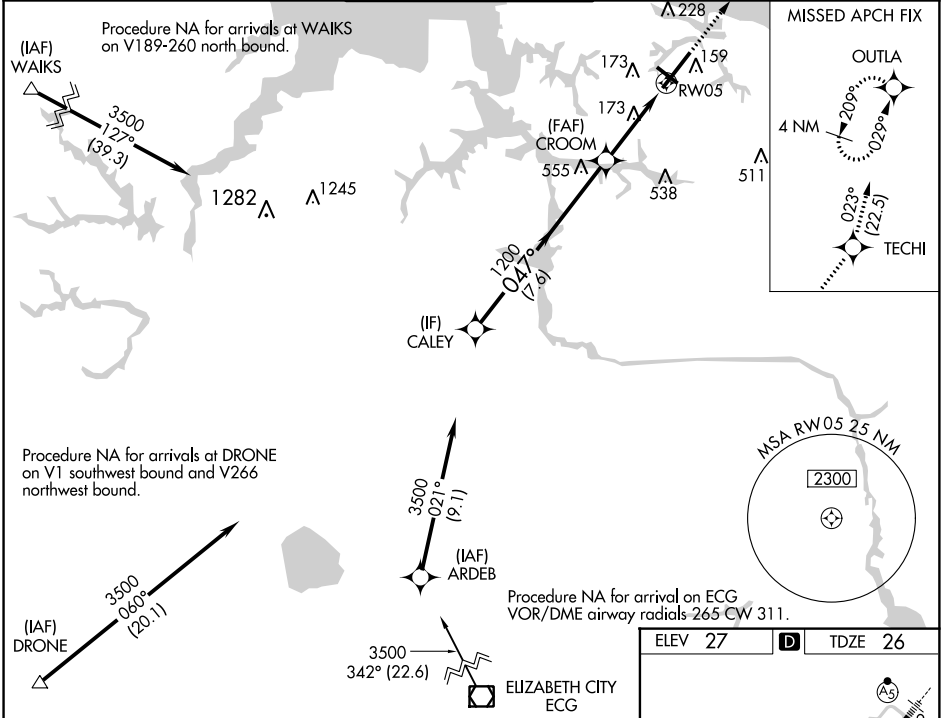 Procedure NA for arrivals at WAIKS
on V189-260 north bound.
(IAF)
WAIKS
3500
127°
(39.3)
1282
1245
228
173
159
RW05
173
(FAF)
CROOM
555
538
511
1200
047°
(7.6)
(IF)
CALEY
MISSED APCH FIX
OUTLA
209°
029°
4 NM
023°
(22.5)
TECHI
Procedure NA for arrivals at DRONE
on V1 southwest bound and V266
northwest bound.
3500
021°
(9.1)
(IAF)
ARDEB
MSA RW05 25 NM
2300
3500
060°
(20.1)
(IAF)
DRONE
Procedure NA for arrival on ECG
VOR/DME airway radials 265 CW 311.
3500
342° (22.6)
ELIZABETH CITY
ECG
ELEV 27
D
TDZE 26
A5